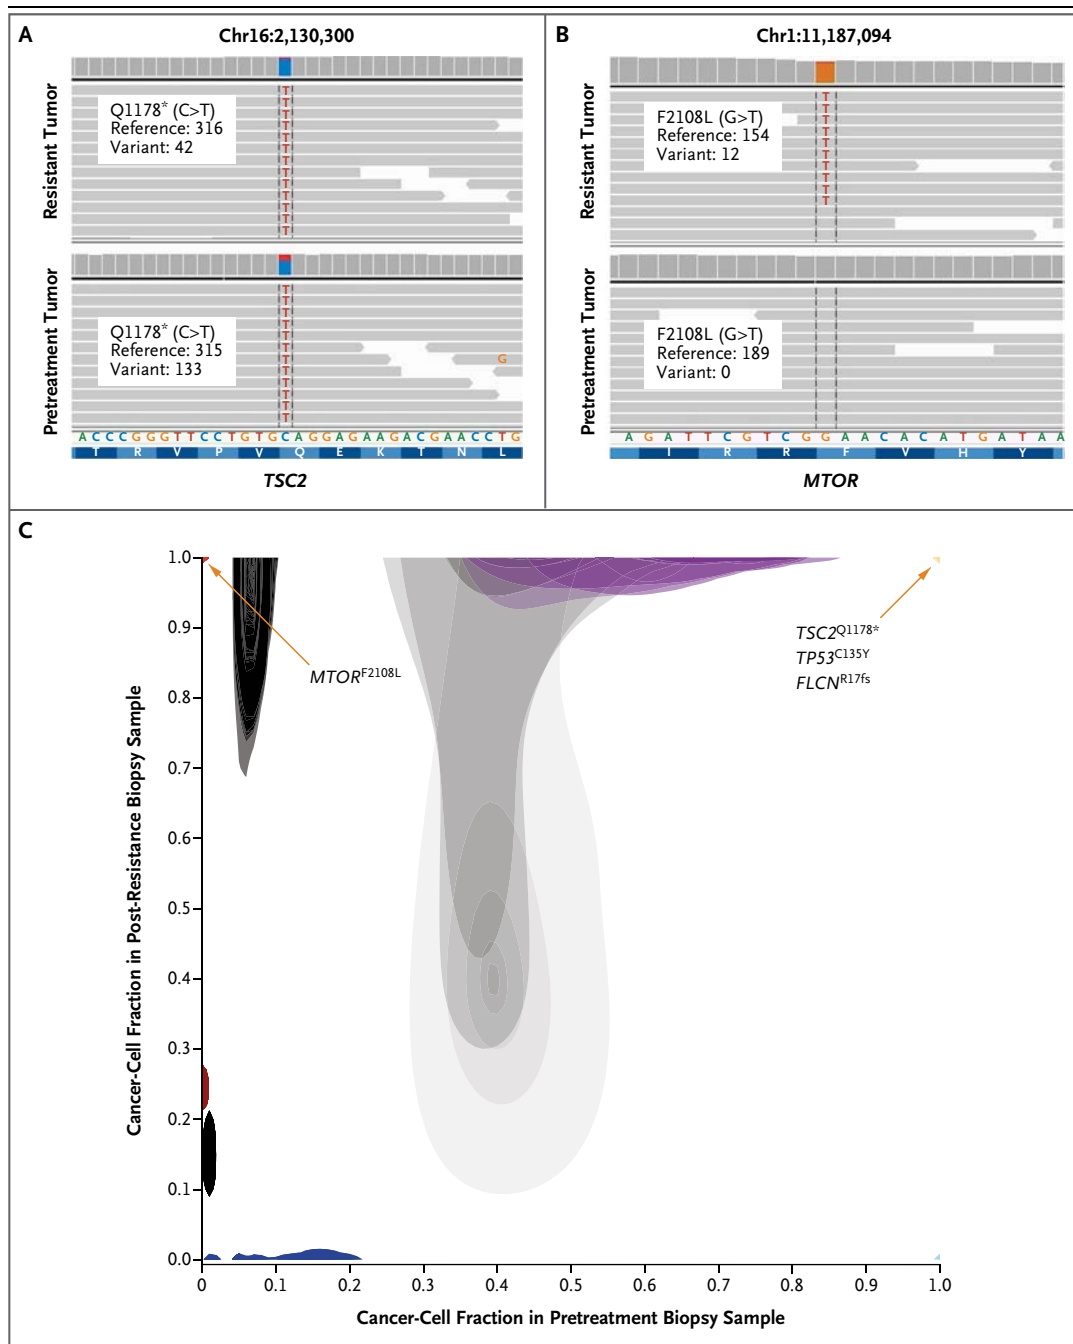 A
Chr16:2,130,300
Resistant Tumor
Q1178* (C>T)
Reference: 316
Variant: 42
T
T
T
T
T
T
T
T
T
T
T
T
T
Pretreatment Tumor
Q1178* (C>T)
Reference: 315
Variant: 133
T
T
T
T
T
T
T G
T
T
T
T
T
A C C C G G G T T C C T G T G C A G G A G A A G A C G A A C C T G
T R V P V Q E K T N L
TSC2
B
Chr1:11,187,094
Resistant Tumor
F2108L (G>T)
Reference: 154
Variant: 12
T
T
T
T
T
T
T
T
T
T
Pretreatment Tumor
F2108L (G>T)
Reference: 189
Variant: 0
A G A T T C G T C G G A A C A C A T G A T A A
I R R F V H Y
MTOR
C
Cancer-Cell Fraction in Post-Resistance Biopsy Sample
1.0
0.9
0.8
0.7
0.6
0.5
0.4
0.3
0.2
0.1
0.0
MTORF2108L
TSC2Q1178*
TP53C135Y
FLCNR17fs
0 0.1 0.2 0.3 0.4 0.5 0.6 0.7 0.8 0.9 1.0
Cancer-Cell Fraction in Pretreatment Biopsy Sample